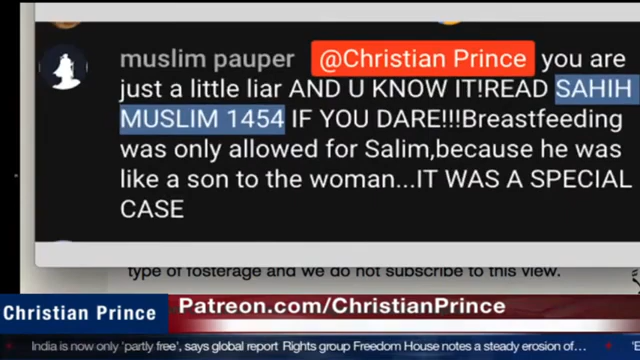 muslim pauper @Christian Prince you are
just a little liar AND U KNOW IT!READ SAHIH
MUSLIM 1454 IF YOU DARE!!!Breastfeeding
was only allowed for Salim,because he was
like a son to the woman...IT WAS A SPECIAL
CASE
type of fosterage and we do not subscribe to this view.
Christian Prince Patreon.com/ChristianPrince
India is now only 'partly free', says global report Rights group Freedom House notes a steady erosion of...